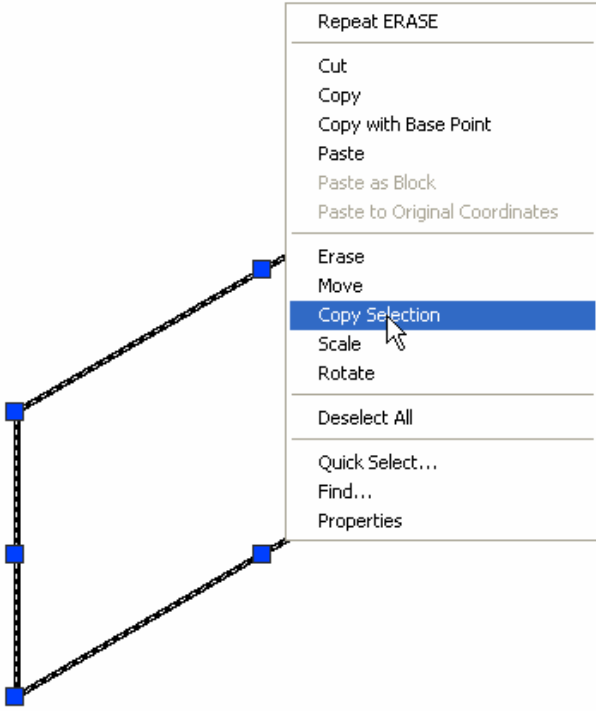 Repeat ERASE
Cut
Copy
Copy with Base Point
Paste
Paste as Block
Paste to Original Coordinates
Erase
Move
Copy Selection
Scale
Rotate
Deselect All
Quick Select...
Find...
Properties